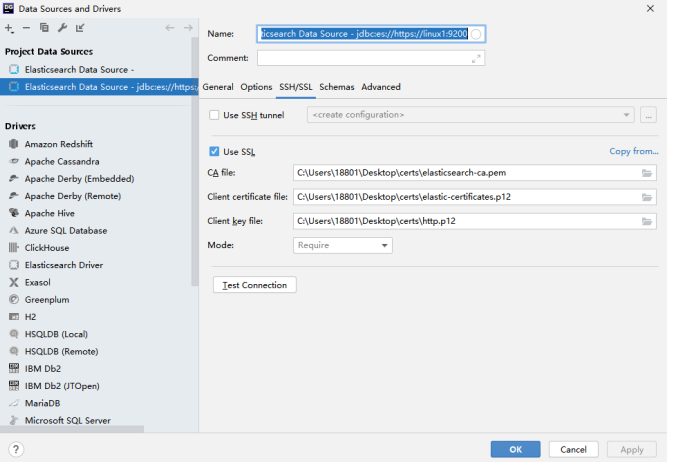 DG Data Sources and Drivers
Project Data Sources
Elasticsearch Data Source -
Elasticsearch Data Source - jdbc:es://https:/
Drivers
Amazon Redshift
Apache Cassandra
Apache Derby (Embedded)
Apache Derby (Remote)
Apache Hive
Azure SQL Database
ClickHouse
Elasticsearch Driver
Exasol
Greenplum
H2
HSQLDB (Local)
HSQLDB (Remote)
IBM Db2
IBM Db2 (JTOpen)
MariaDB
Microsoft SQL Server
Name: ticsearch Data Source - jdbc:es://https://linux1:9200
Comment:
General Options SSH/SSL Schemas Advanced
Use SSH tunnel <create configuration> ...
Use SSL Copy from...
CA file: C:\Users\18801\Desktop\certs\elasticsearch-ca.pem
Client certificate file: C:\Users\18801\Desktop\certs\elastic-certificates.p12
Client key file: C:\Users\18801\Desktop\certs\http.p12
Mode: Require
Test Connection
? OK Cancel Apply